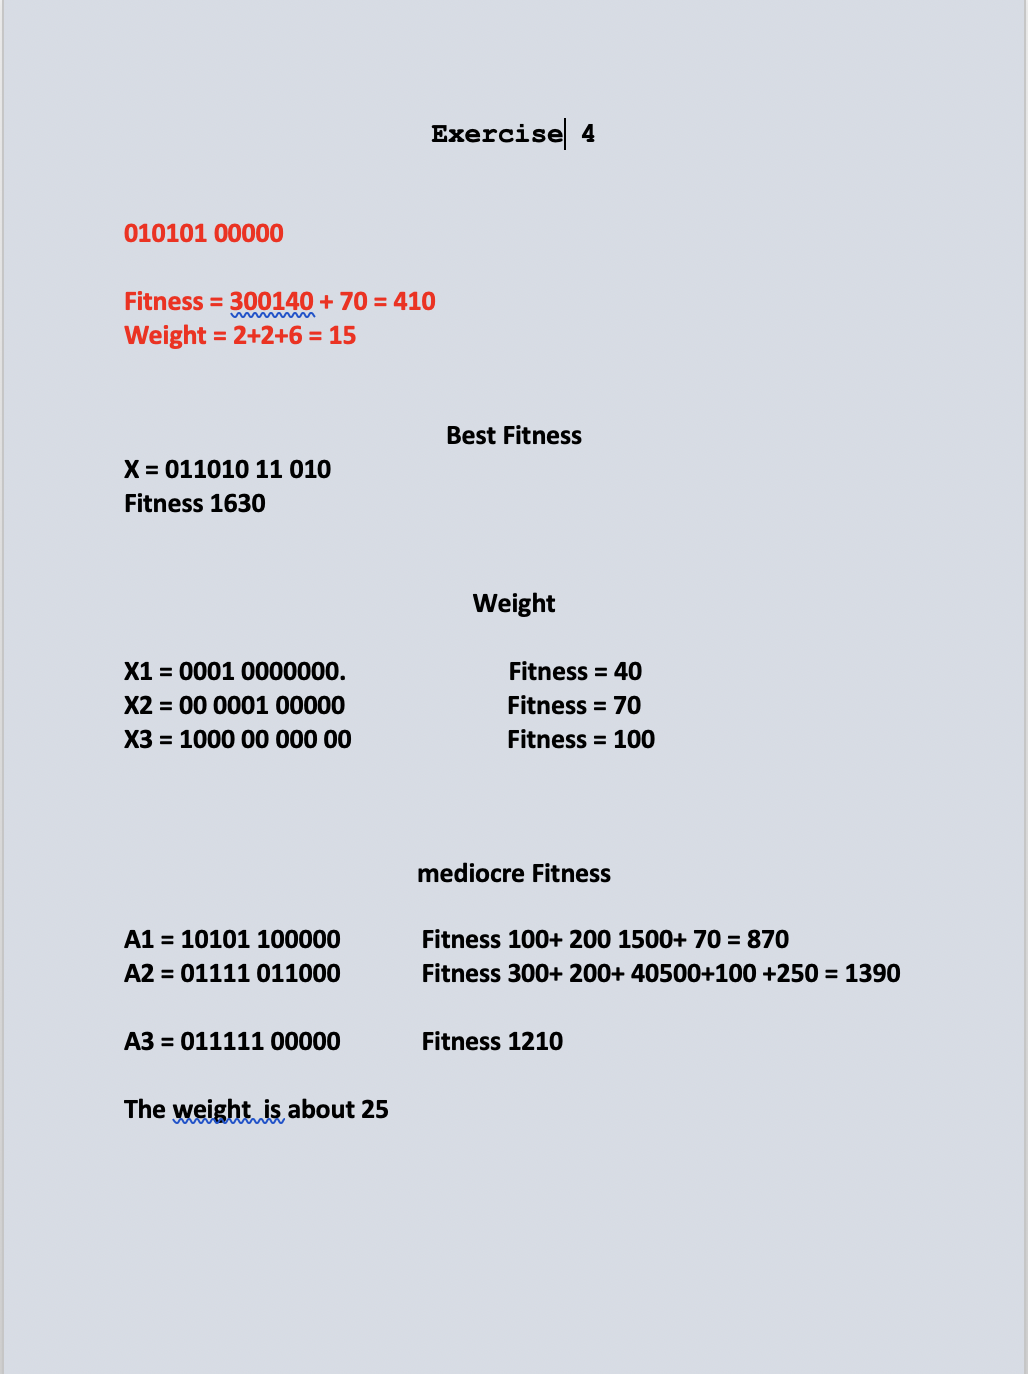 Exercise 4
010101 00000
Fitness = 300140 + 70 = 410
Weight = 2+2+6 = 15
Best Fitness
X = 011010 11 010
Fitness 1630
Weight
X1 = 0001 0000000. Fitness = 40
X2 = 00 0001 00000 Fitness = 70
X3 = 1000 00 000 00 Fitness = 100
mediocre Fitness
A1 = 10101 100000 Fitness 100+ 200 1500+ 70 = 870
A2 = 01111 011000 Fitness 300+ 200+ 40500+100 +250 = 1390
A3 = 011111 00000 Fitness 1210
The weight  is about 25